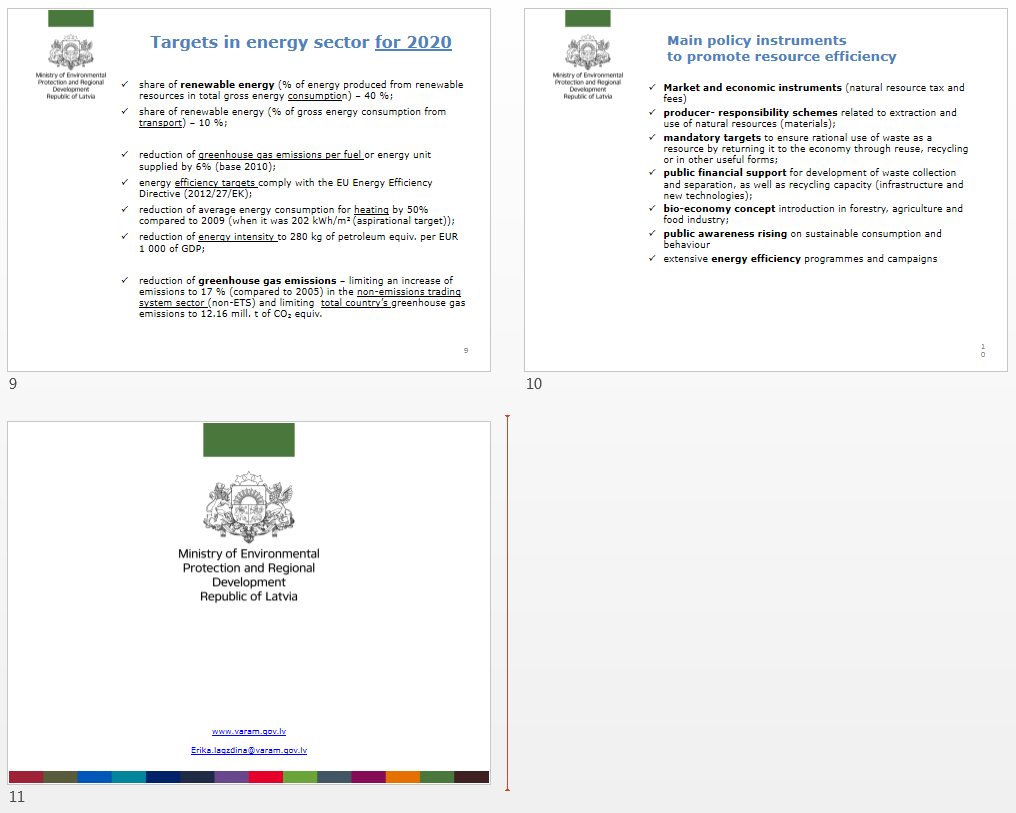 Ministry of Environmental
Protection and Regional
Development
Republic of Latvia
Targets in energy sector for 2020
✓ share of renewable energy (% of energy produced from renewable
resources in total gross energy consumption) – 40 %;
✓ share of renewable energy (% of gross energy consumption from
transport) – 10 %;
✓ reduction of greenhouse gas emissions per fuel or energy unit
supplied by 6% (base 2010);
✓ energy efficiency targets comply with the EU Energy Efficiency
Directive (2012/27/EK);
✓ reduction of average energy consumption for heating by 50%
compared to 2009 (when it was 202 kWh/m² (aspirational target));
✓ reduction of energy intensity to 280 kg of petroleum equiv. per EUR
1 000 of GDP;
✓ reduction of greenhouse gas emissions – limiting an increase of
emissions to 17 % (compared to 2005) in the non-emissions trading
system sector (non-ETS) and limiting total country's greenhouse gas
emissions to 12.16 mill. t of CO₂ equiv.
9
9
Ministry of Environmental
Protection and Regional
Development
Republic of Latvia
Main policy instruments
to promote resource efficiency
✓ Market and economic instruments (natural resource tax and
fees)
✓ producer- responsibility schemes related to extraction and
use of natural resources (materials);
✓ mandatory targets to ensure rational use of waste as a
resource by returning it to the economy through reuse, recycling
or in other useful forms;
✓ public financial support for development of waste collection
and separation, as well as recycling capacity (infrastructure and
new technologies);
✓ bio-economy concept introduction in forestry, agriculture and
food industry;
✓ public awareness rising on sustainable consumption and
behaviour
✓ extensive energy efficiency programmes and campaigns
1
0
10
Ministry of Environmental
Protection and Regional
Development
Republic of Latvia
www.varam.gov.lv
Erika.lagzdina@varam.gov.lv
11